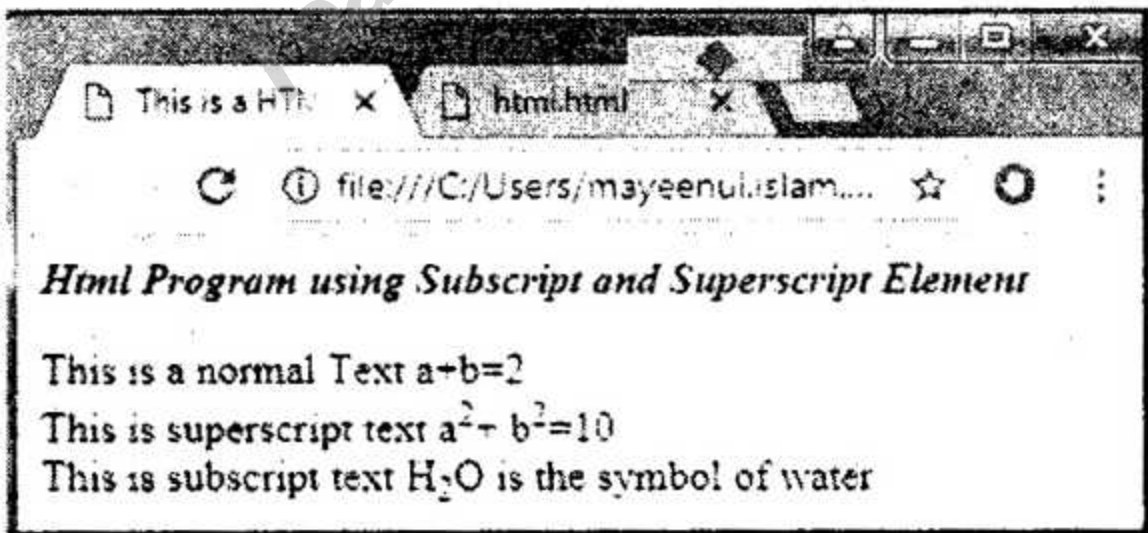 This is a HTM
html.html
file:///C:/Users/mayeenul.islam....
Html Program using Subscript and Superscript Element
This is a normal Text a+b=2
This is superscript text a²+ b²=10
This is subscript text H₂O is the symbol of water